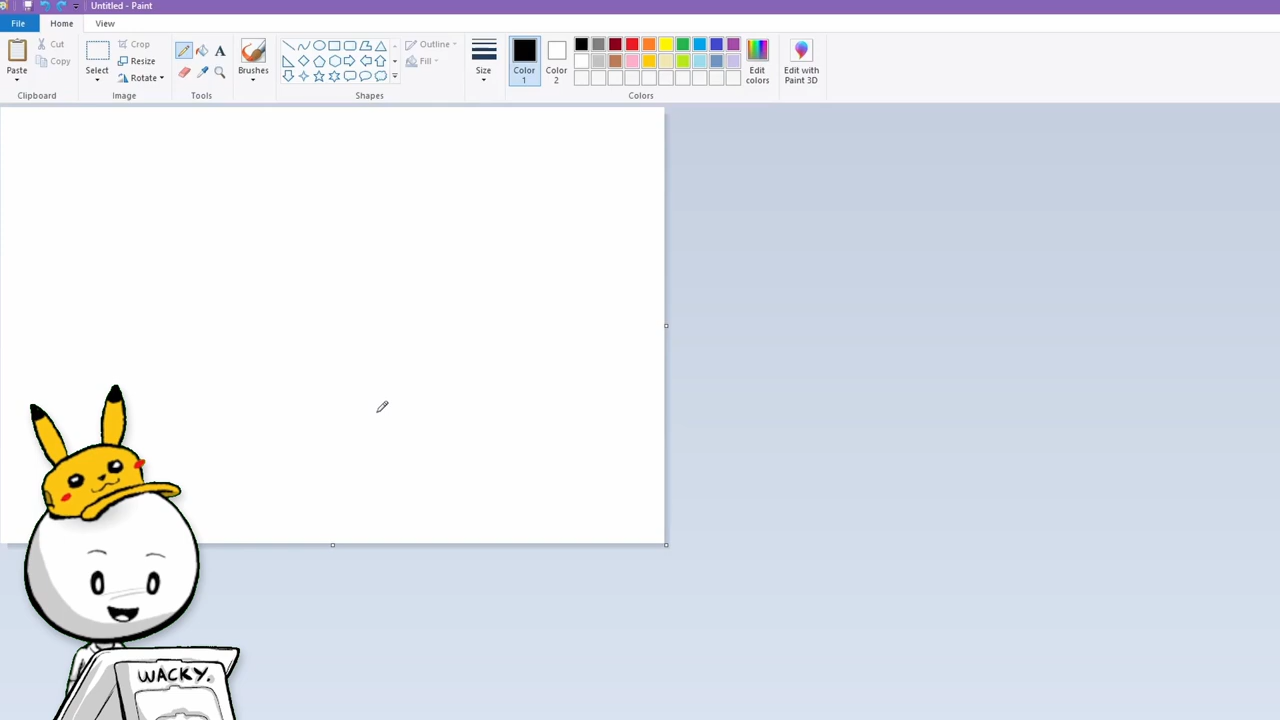 Untitled - Paint
File Home View
Paste
Cut
Copy
Clipboard
Select
Crop
Resize
Rotate
Image
A
Tools
Brushes
Outline
Fill
Shapes
Size
Color 1
Color 2
Edit colors
Colors
Edit with Paint 3D
WACKY.